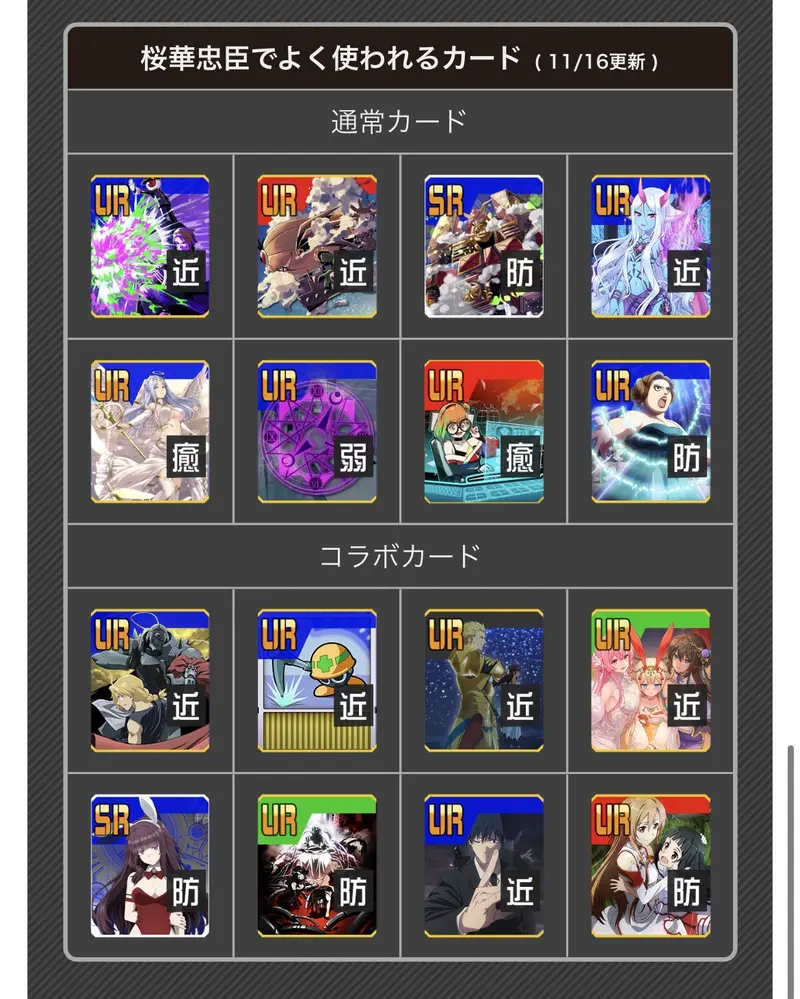 桜華忠臣でよく使われるカード ( 11/16更新 )
通常カード
UR UR SR UR
近 近 防 近
UR UR UR UR
癒 弱 癒 防
コラボカード
UR UR UR UR
近 近 近 近
SR UR UR UR
防 防 近 防